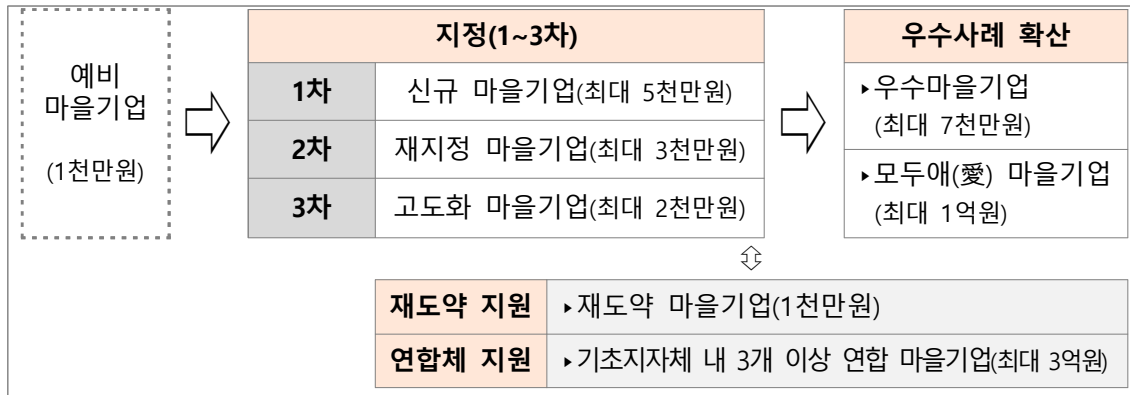 예비
마을기업
(1천만원)
지정(1~3차)
1차 신규 마을기업(최대 5천만원)
2차 재지정 마을기업(최대 3천만원)
3차 고도화 마을기업(최대 2천만원)
우수사례 확산
▸우수마을기업
(최대 7천만원)
▸모두애(愛) 마을기업
(최대 1억원)
재도약 지원 ▸재도약 마을기업(1천만원)
연합체 지원 ▸기초지자체 내 3개 이상 연합 마을기업(최대 3억원)